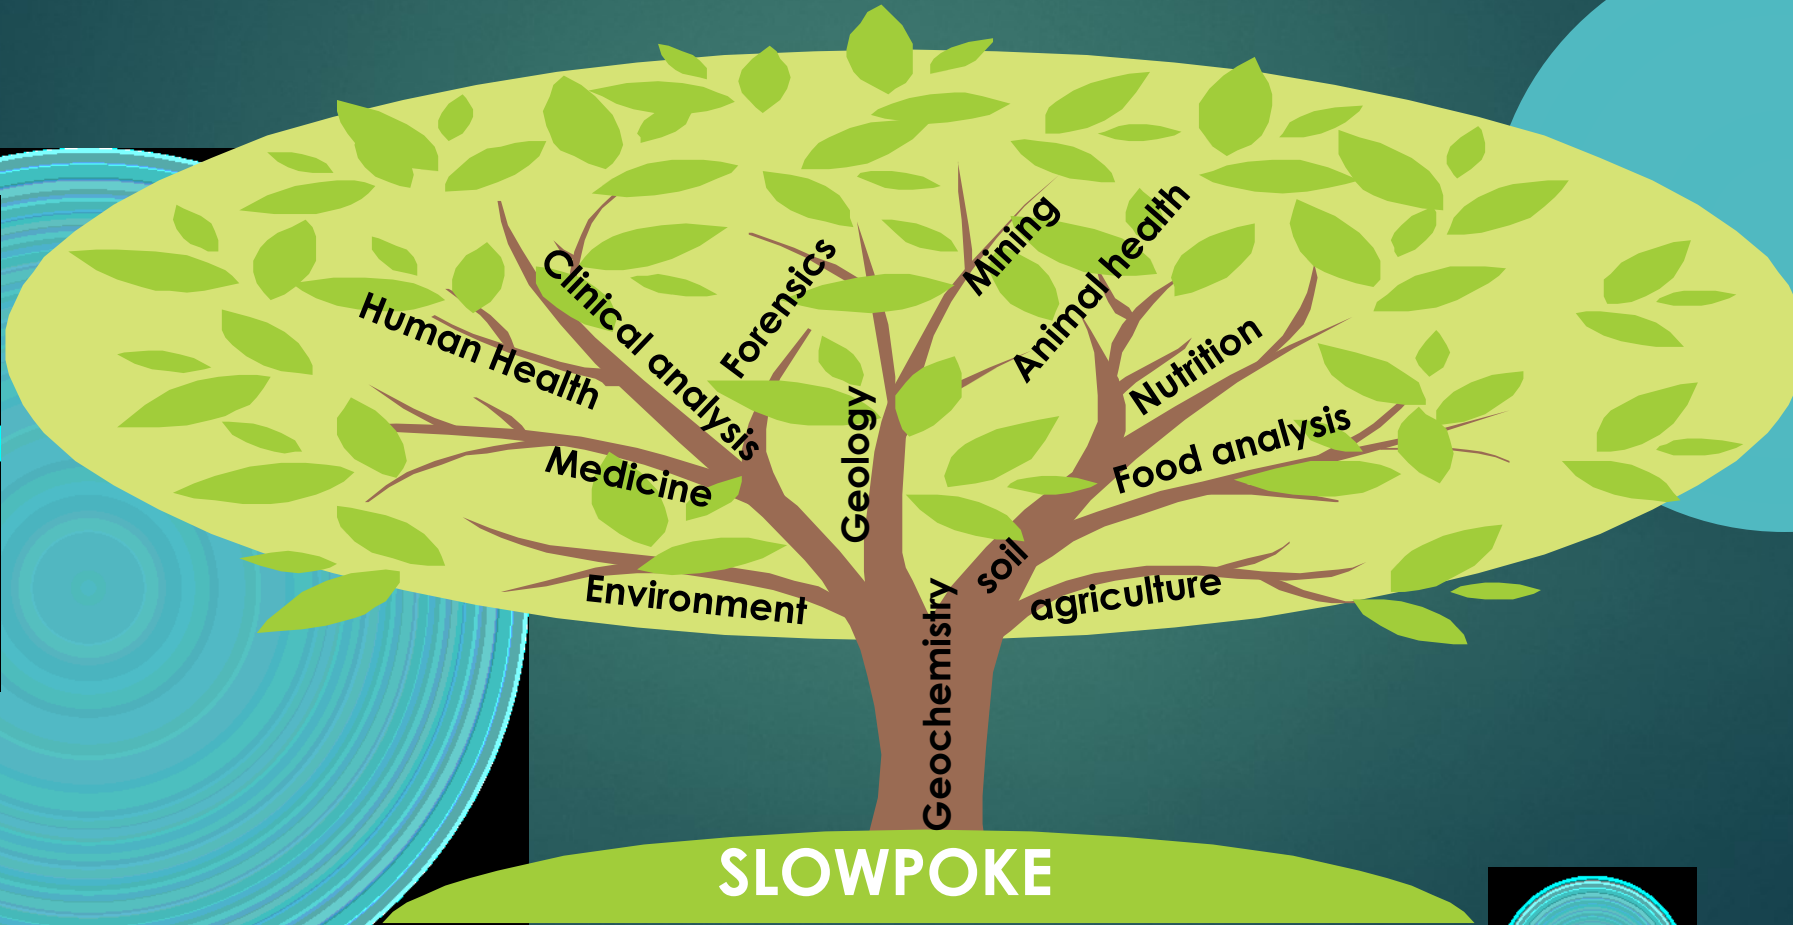 Mining
Animal health
Forensics
Clinical analysis
Human Health
Nutrition
Geology
Food analysis
Medicine
soil
Environment
agriculture
Geochemistry
SLOWPOKE